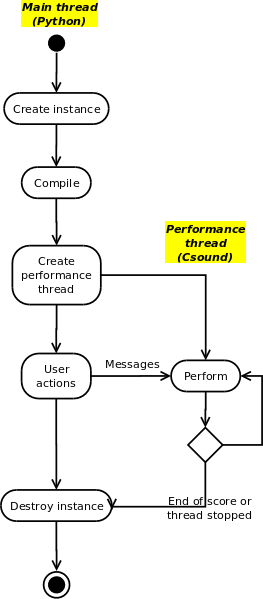 Main thread
(Python)
Create instance
Compile
Performance
thread
(Csound)
Create
performance
thread
Messages
User
actions
Perform
End of score or
thread stopped
Destroy instance